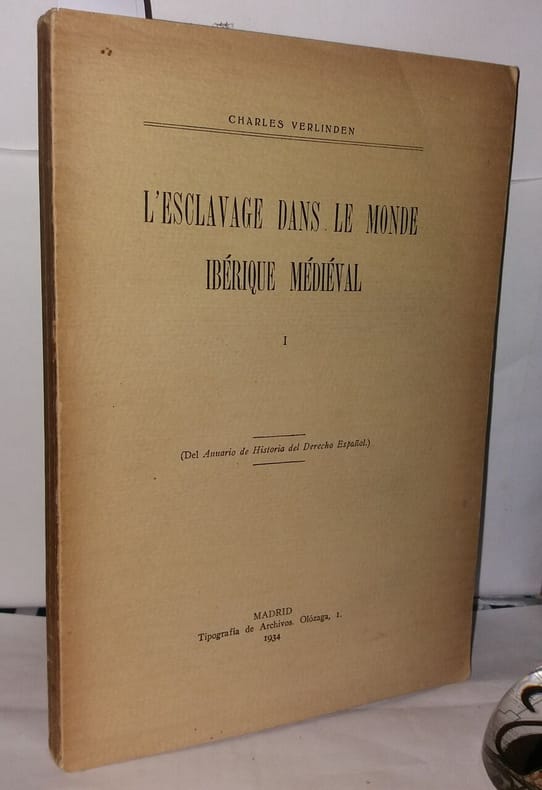 CHARLES VERLINDEN
L'ESCLAVAGE DANS LE MONDE
IBÉRIQUE MÉDIÉVAL
I
(Del Anuario de Historia del Derecho Español.)
MADRID
Tipografía de Archivos. Olózaga, 1.
1934